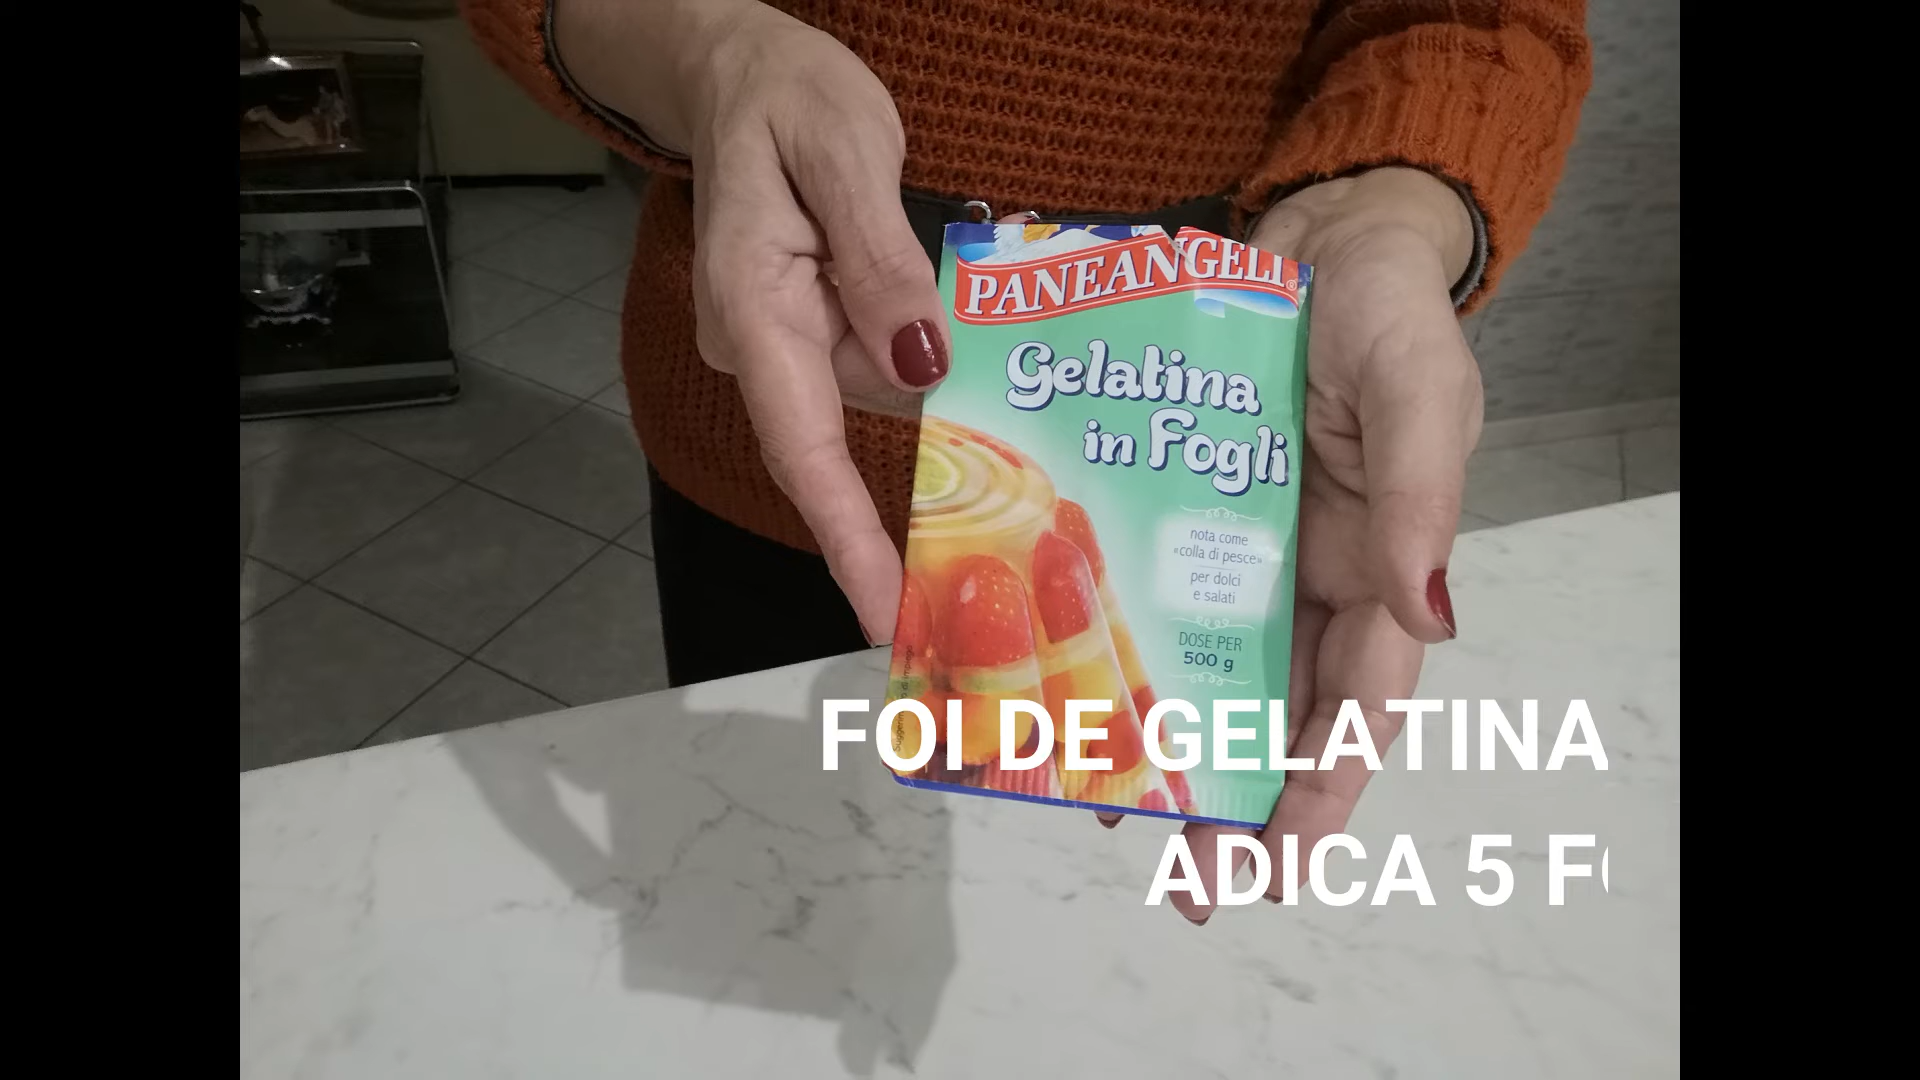 PANEANGELI
Gelatina
in Fogli
nota come
«colla di pesce»
per dolci
e salati
DOSE PER
500 g
FOI DE GELATINA
ADICA 5